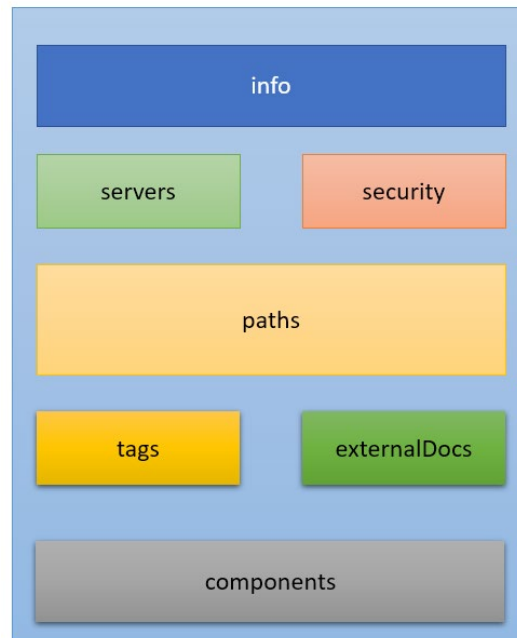 info
servers
security
paths
tags
externalDocs
components